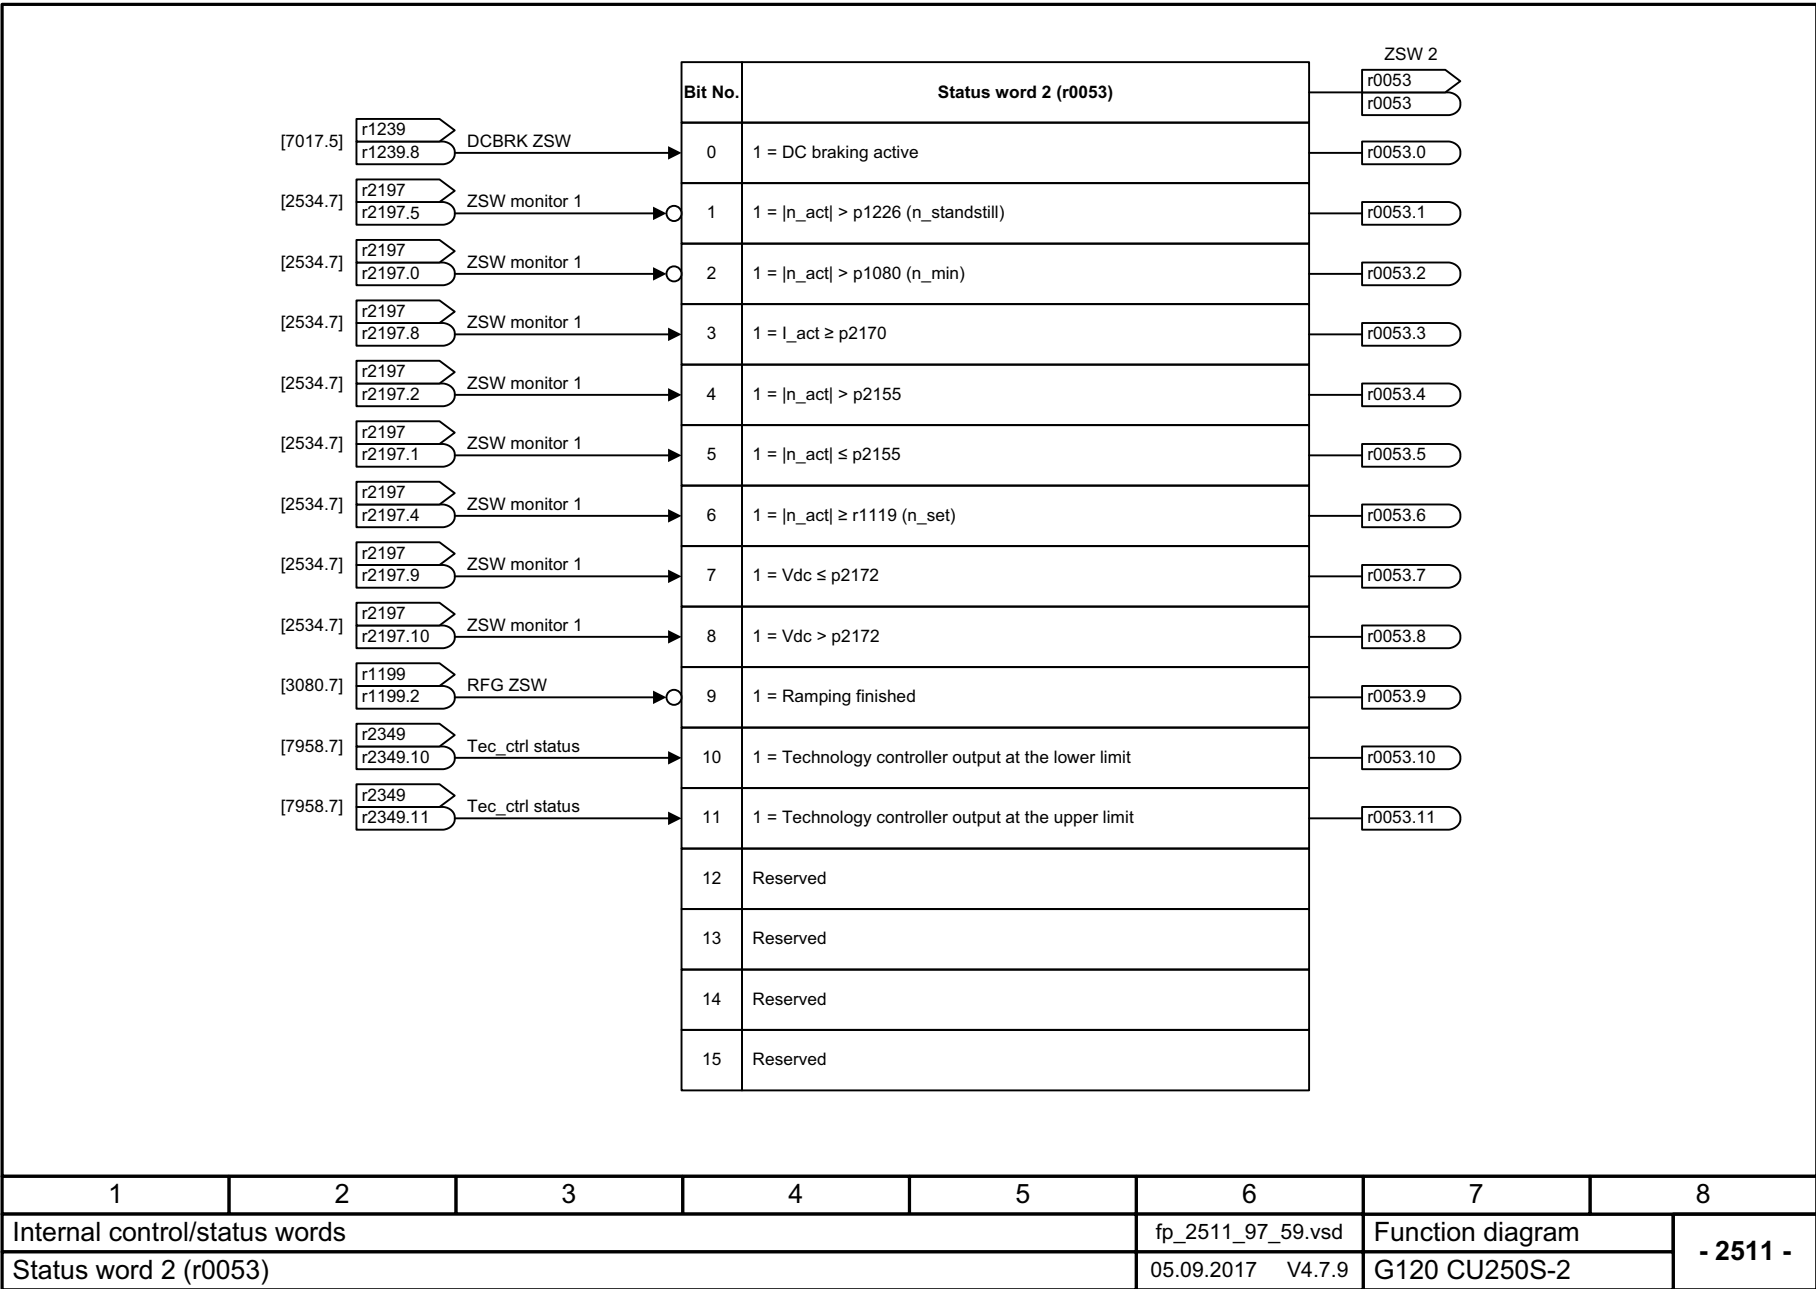 ZSW 2
Bit No. Status word 2 (r0053) r0053
r0053
[7017.5] r1239
r1239.8 DCBRK ZSW 0 1 = DC braking active r0053.0
[2534.7] r2197
r2197.5 ZSW monitor 1 1 1 = |n_act| > p1226 (n_standstill) r0053.1
[2534.7] r2197
r2197.0 ZSW monitor 1 2 1 = |n_act| > p1080 (n_min) r0053.2
[2534.7] r2197
r2197.8 ZSW monitor 1 3 1 = I_act ≥ p2170 r0053.3
[2534.7] r2197
r2197.2 ZSW monitor 1 4 1 = |n_act| > p2155 r0053.4
[2534.7] r2197
r2197.1 ZSW monitor 1 5 1 = |n_act| ≤ p2155 r0053.5
[2534.7] r2197
r2197.4 ZSW monitor 1 6 1 = |n_act| ≥ r1119 (n_set) r0053.6
[2534.7] r2197
r2197.9 ZSW monitor 1 7 1 = Vdc ≤ p2172 r0053.7
[2534.7] r2197
r2197.10 ZSW monitor 1 8 1 = Vdc > p2172 r0053.8
[3080.7] r1199
r1199.2 RFG ZSW 9 1 = Ramping finished r0053.9
[7958.7] r2349
r2349.10 Tec_ctrl status 10 1 = Technology controller output at the lower limit r0053.10
[7958.7] r2349
r2349.11 Tec_ctrl status 11 1 = Technology controller output at the upper limit r0053.11
12 Reserved
13 Reserved
14 Reserved
15 Reserved
1 2 3 4 5 6 7 8
Internal control/status words fp_2511_97_59.vsd Function diagram - 2511 -
Status word 2 (r0053) 05.09.2017 V4.7.9 G120 CU250S-2